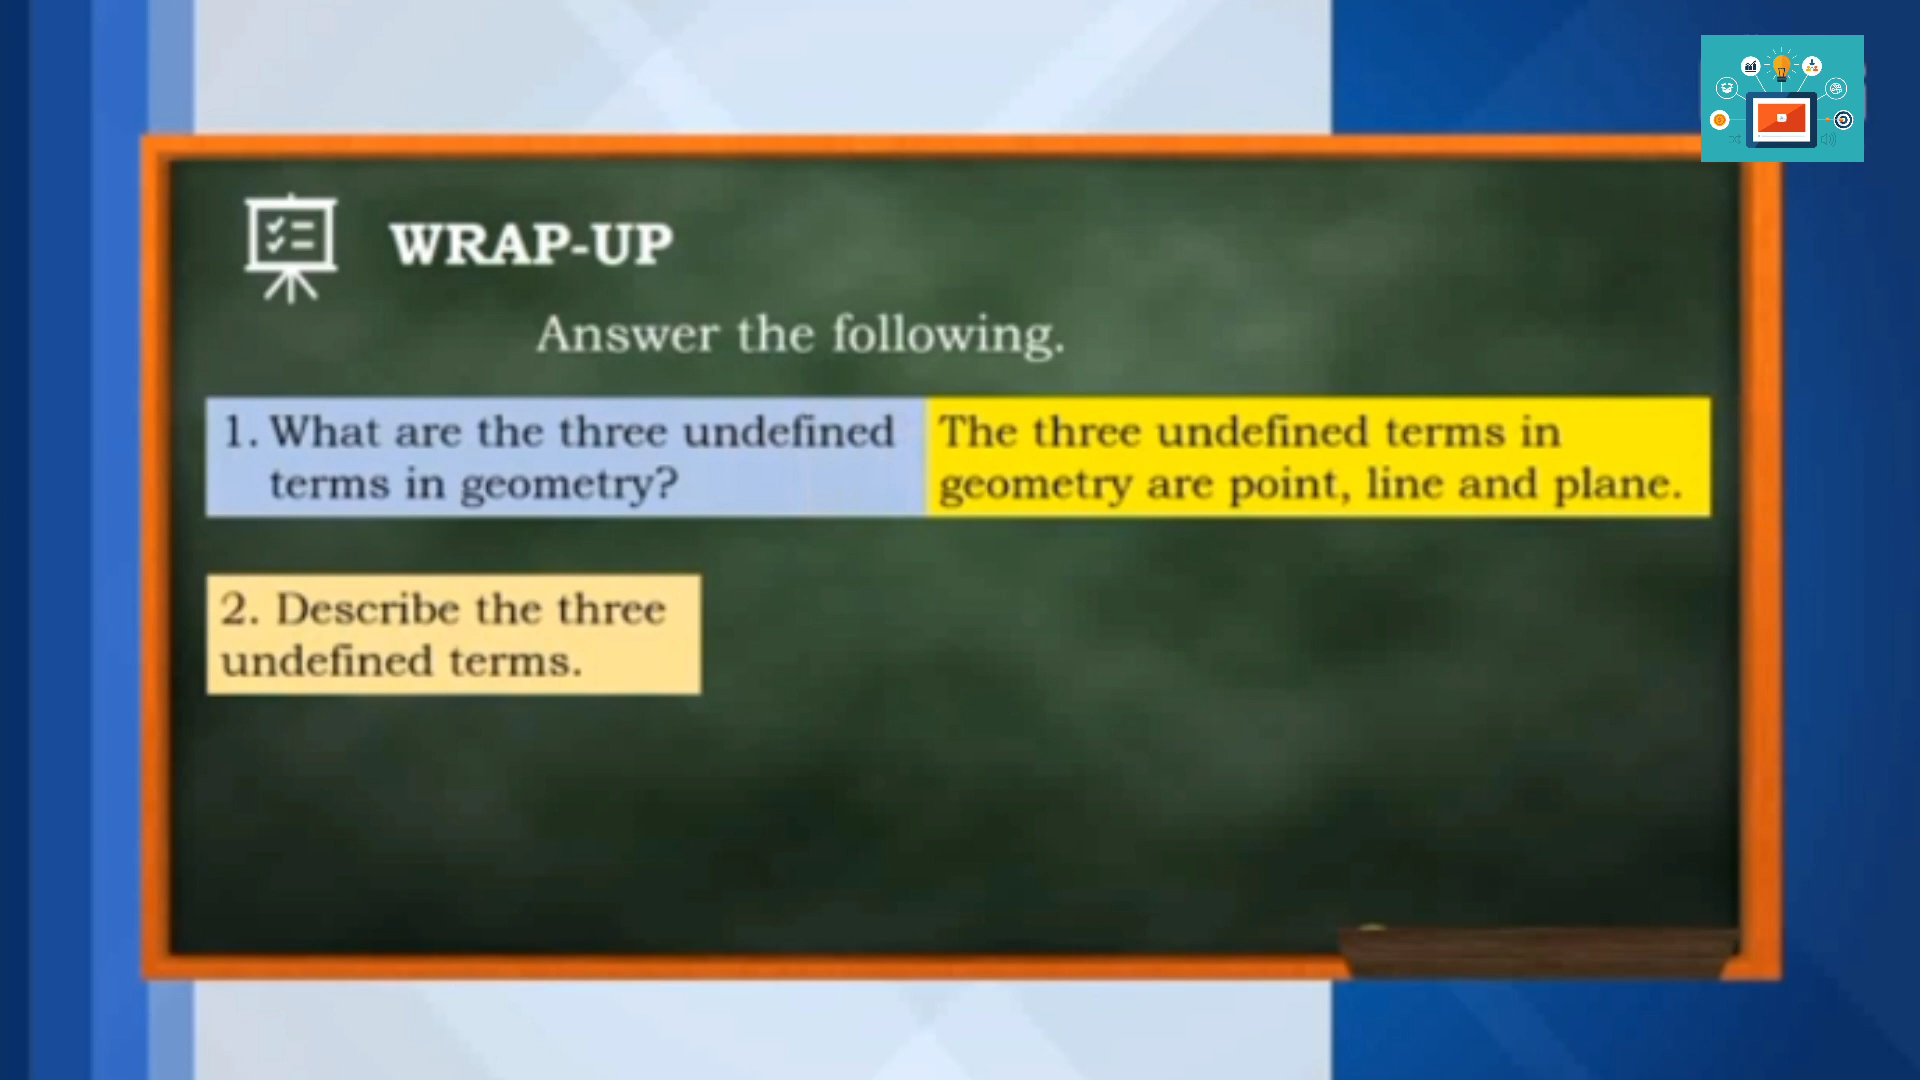 WRAP-UP
Answer the following.
1. What are the three undefined
terms in geometry?
The three undefined terms in
geometry are point, line and plane.
2. Describe the three
undefined terms.